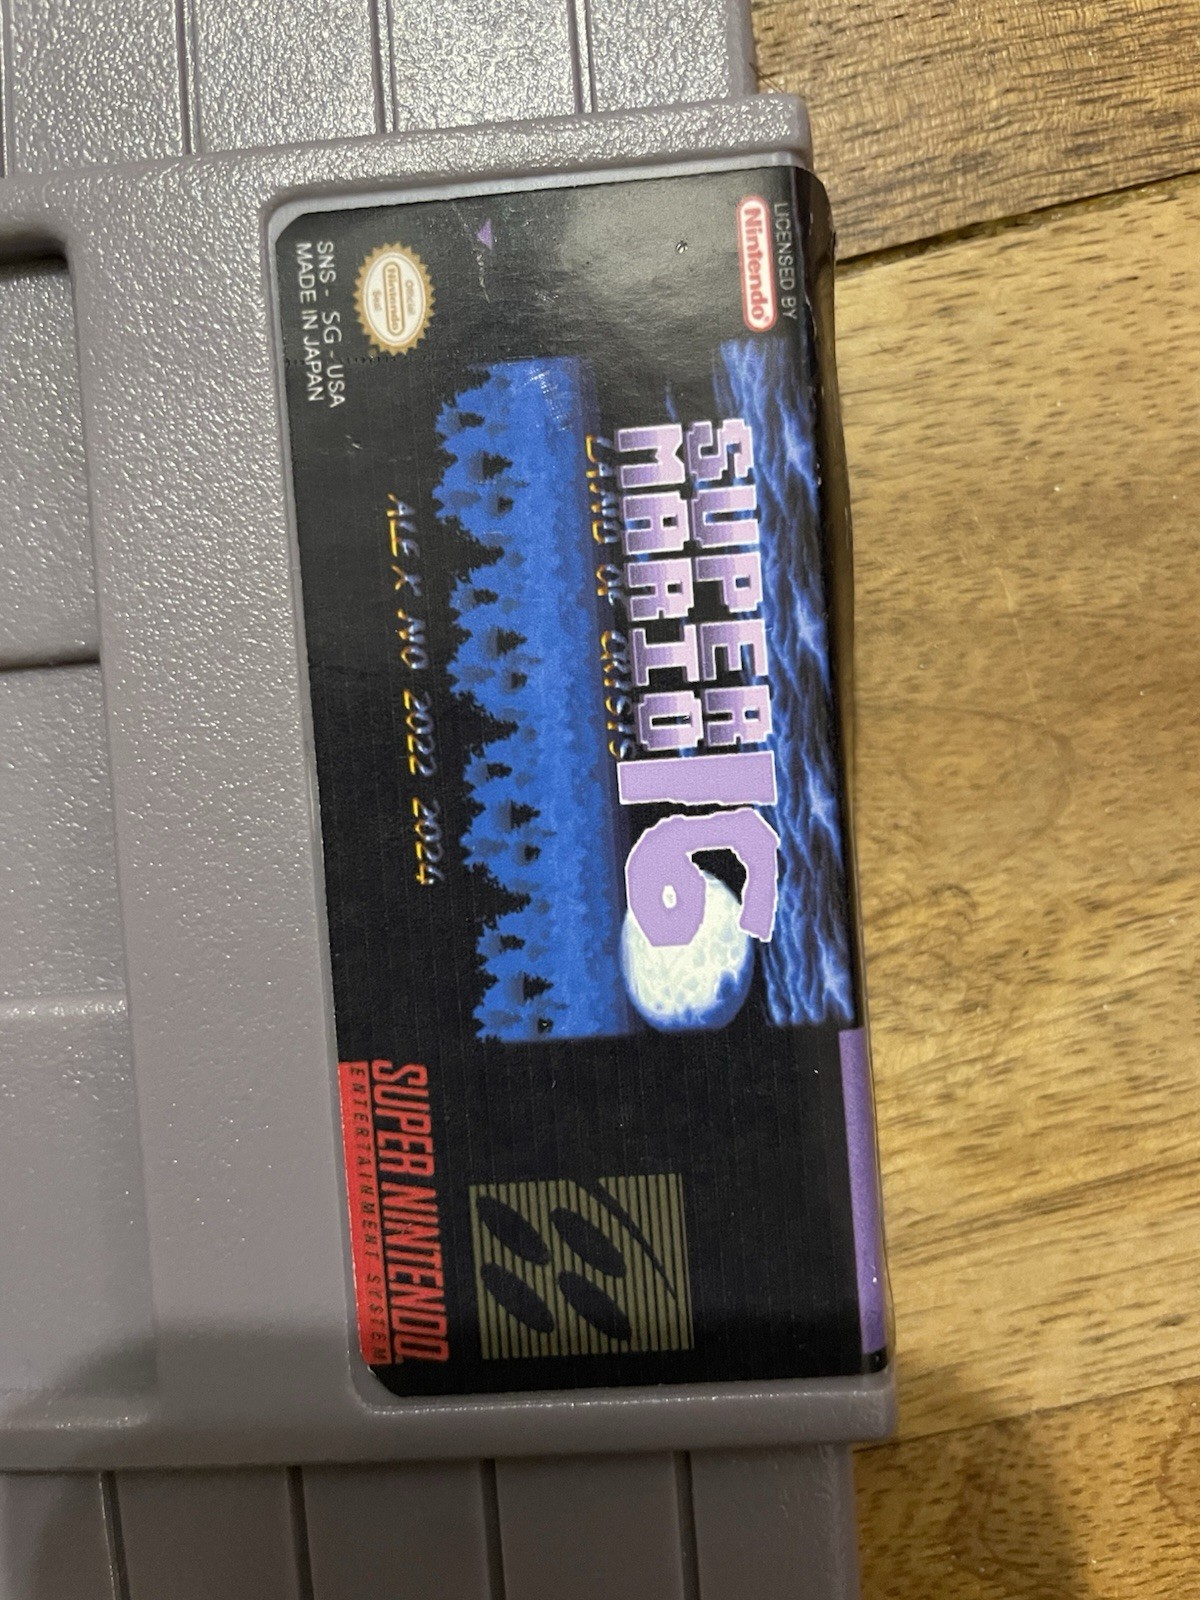 LICENSED BY
Nintendo®
SUPER
MARIO 16
LAND OF CRISIS
ALEX NO 2022 2024
Official
Nintendo
Seal
SNS - SG - USA
MADE IN JAPAN
SUPER NINTENDO
ENTERTAINMENT SYSTEM